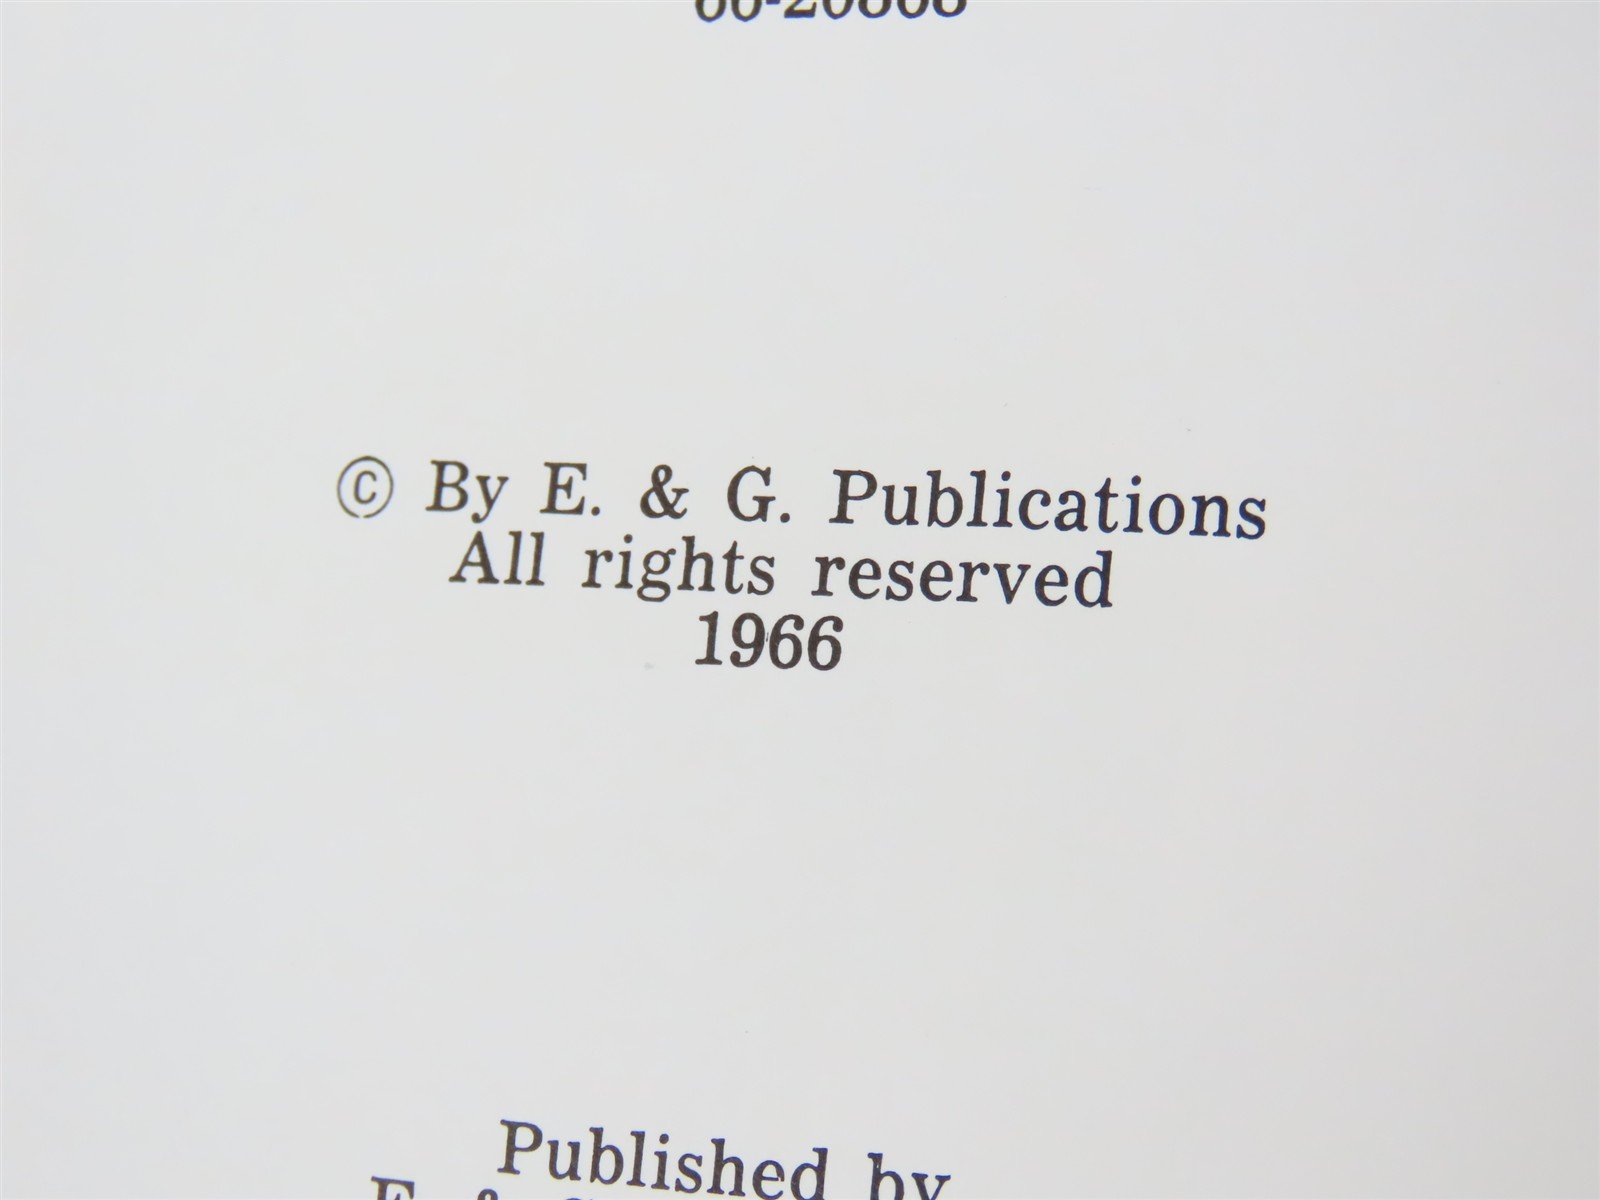 © By E. & G. Publications
All rights reserved
1966
Published by
E. &